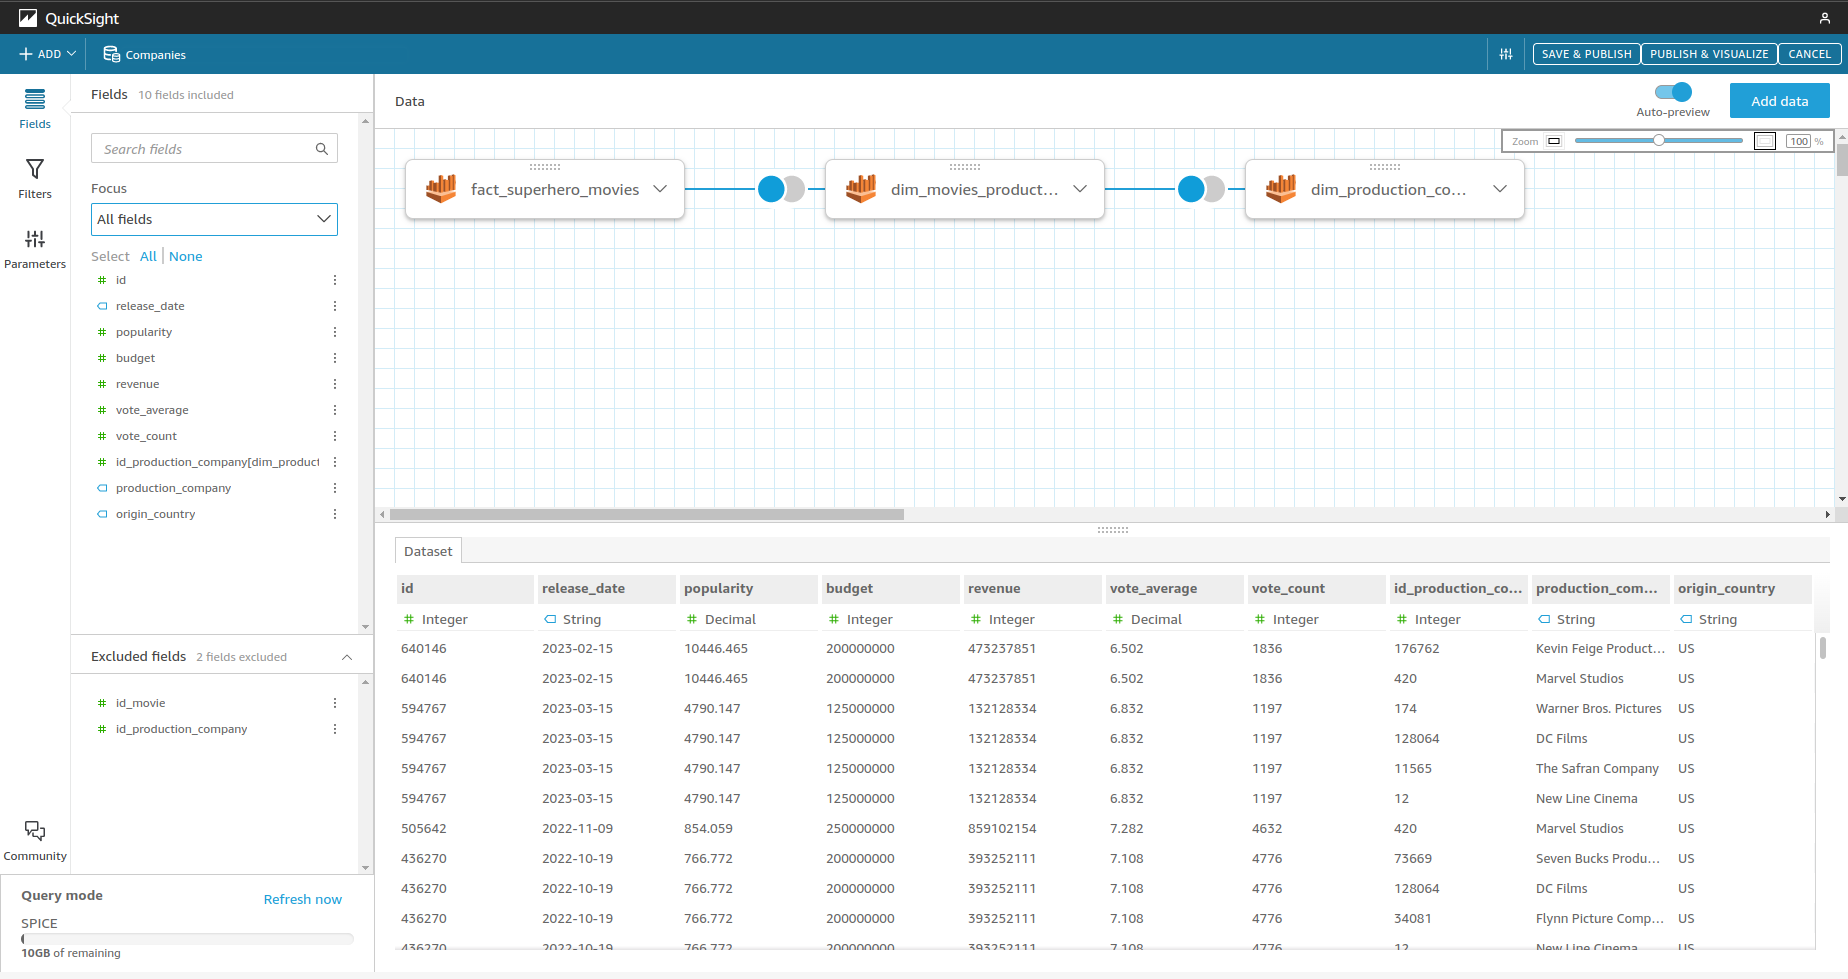 QuickSight
ADD
Companies
SAVE & PUBLISH
PUBLISH & VISUALIZE
CANCEL
Fields
Filters
Parameters
Community
Fields 10 fields included
Search fields
Focus
All fields
Select All None
id
release_date
popularity
budget
revenue
vote_average
vote_count
id_production_company[dim_product
production_company
origin_country
Excluded fields 2 fields excluded
id_movie
id_production_company
Query mode
Refresh now
SPICE
10GB of remaining
Data
Auto-preview
Add data
Zoom 100 %
fact_superhero_movies
dim_movies_product...
dim_production_co...
Dataset
id release_date popularity budget revenue vote_average vote_count id_production_co... production_com... origin_country
Integer String Decimal Integer Integer Decimal Integer Integer String String
640146 2023-02-15 10446.465 200000000 473237851 6.502 1836 176762 Kevin Feige Product... US
640146 2023-02-15 10446.465 200000000 473237851 6.502 1836 420 Marvel Studios US
594767 2023-03-15 4790.147 125000000 132128334 6.832 1197 174 Warner Bros. Pictures US
594767 2023-03-15 4790.147 125000000 132128334 6.832 1197 128064 DC Films US
594767 2023-03-15 4790.147 125000000 132128334 6.832 1197 11565 The Safran Company US
594767 2023-03-15 4790.147 125000000 132128334 6.832 1197 12 New Line Cinema US
505642 2022-11-09 854.059 250000000 859102154 7.282 4632 420 Marvel Studios US
436270 2022-10-19 766.772 200000000 393252111 7.108 4776 73669 Seven Bucks Produ... US
436270 2022-10-19 766.772 200000000 393252111 7.108 4776 128064 DC Films US
436270 2022-10-19 766.772 200000000 393252111 7.108 4776 34081 Flynn Picture Comp... US
436270 2022-10-19 766.772 200000000 393252111 7.108 4776 12 New Line Cinema US